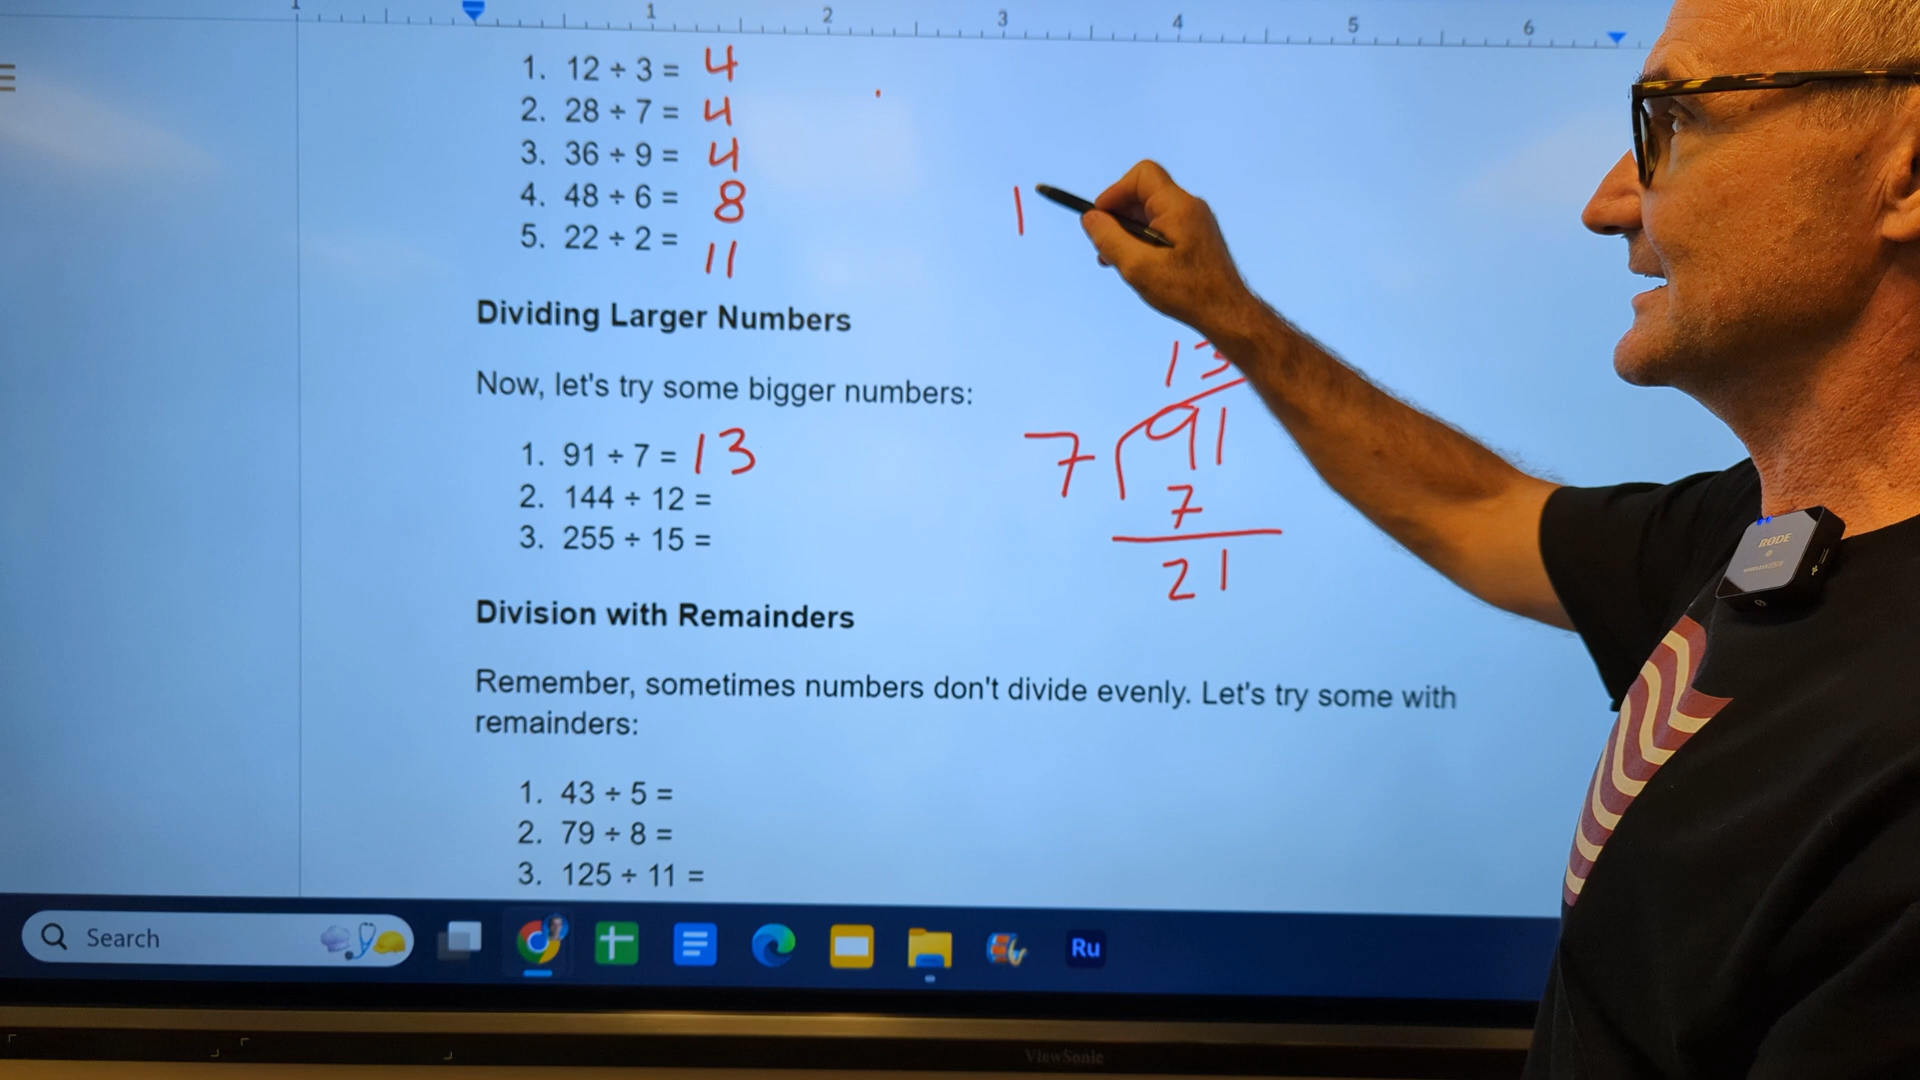 1 1 2 3 4 5 6
1. 12 ÷ 3 = 4
2. 28 ÷ 7 = 4
3. 36 ÷ 9 = 4
4. 48 ÷ 6 = 8
5. 22 ÷ 2 = 11
1
Dividing Larger Numbers
Now, let's try some bigger numbers:
1. 91 ÷ 7 = 13
2. 144 ÷ 12 =
3. 255 ÷ 15 =
13
7 91
7
21
Division with Remainders
Remember, sometimes numbers don't divide evenly. Let's try some with
remainders:
1. 43 ÷ 5 =
2. 79 ÷ 8 =
3. 125 ÷ 11 =
RØDE
Search
Ru
ViewSonic